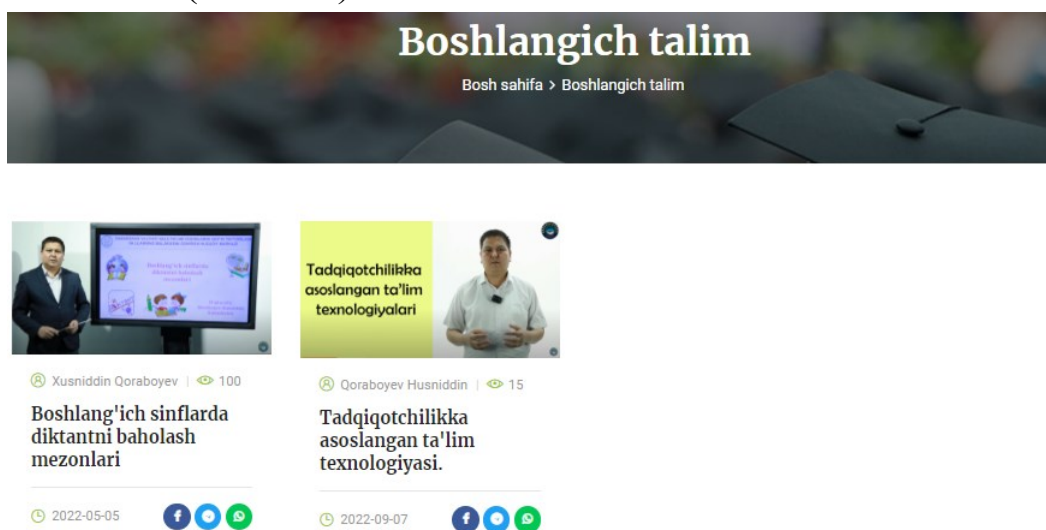 Boshlangich talim
Bosh sahifa > Boshlangich talim
Tadqiqotchilikka
asoslangan ta'lim
texnologiyalari
Xusniddin Qoraboyev | 100
Boshlang'ich sinflarda
diktantni baholash
mezonlari
2022-05-05
Qoraboyev Husniddin | 15
Tadqiqotchilikka
asoslangan ta'lim
texnologiyasi.
2022-09-07